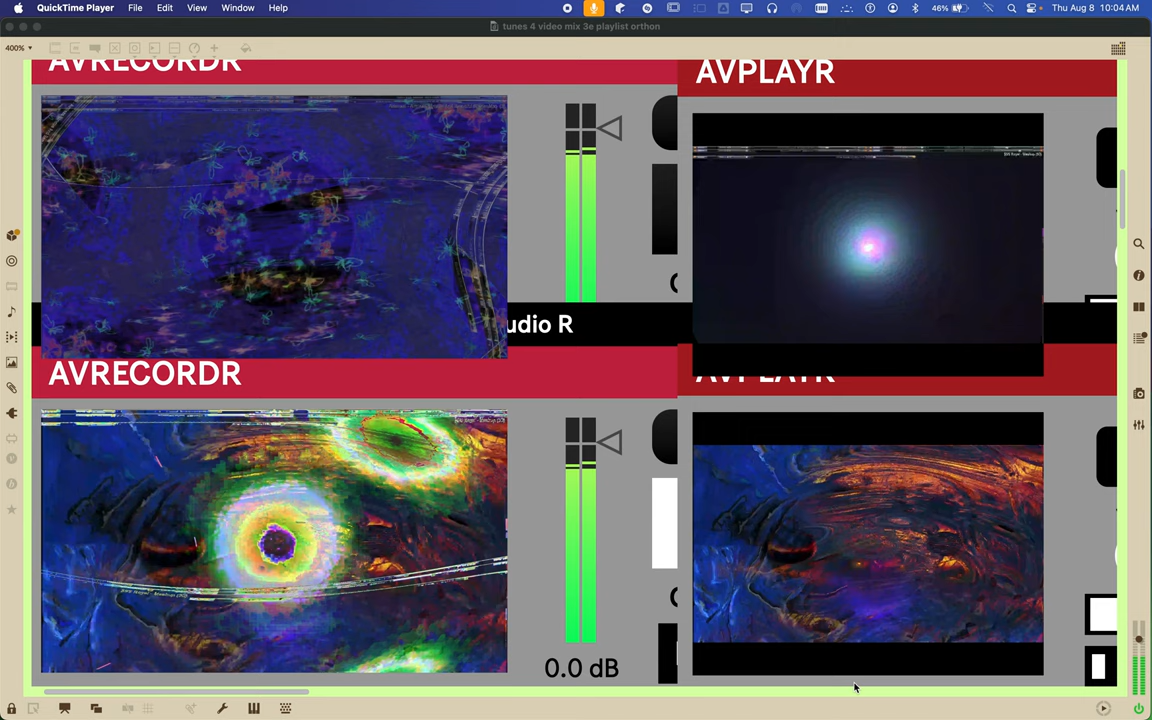 QuickTime Player File Edit View Window Help
46% Thu Aug 8 10:04 AM
tunes 4 video mix 3e playlist orthon
400%
AVRECORDR
AVPLAYR
udio R
AVRECORDR
AVPLAYR
0.0 dB